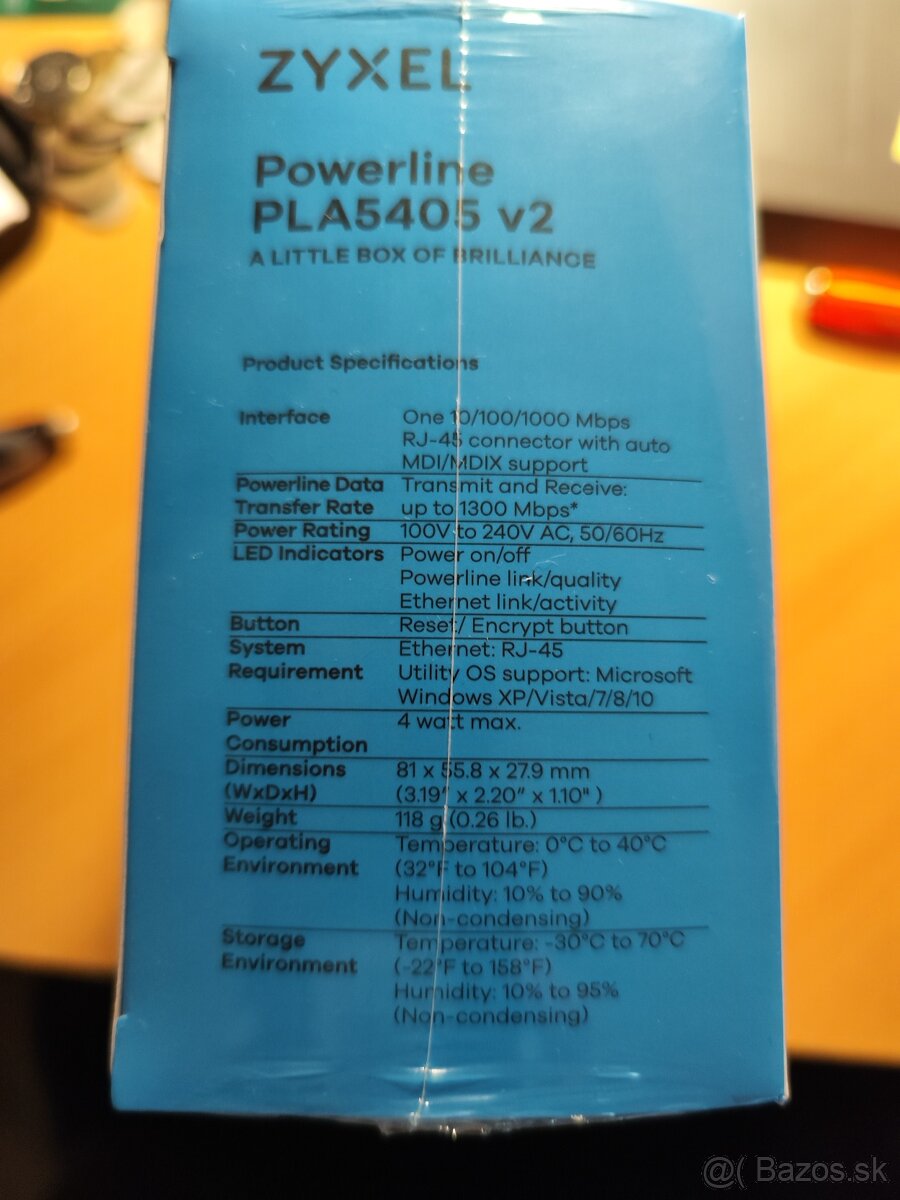 ZYXEL
Powerline
PLA5405 v2
A LITTLE BOX OF BRILLIANCE
Product Specifications
Interface One 10/100/1000 Mbps
RJ-45 connector with auto
MDI/MDIX support
Powerline Data Transmit and Receive:
Transfer Rate up to 1300 Mbps*
Power Rating 100V to 240V AC, 50/60Hz
LED Indicators Power on/off
Powerline link/quality
Ethernet link/activity
Button Reset/ Encrypt button
System Ethernet: RJ-45
Requirement Utility OS support: Microsoft
Windows XP/Vista/7/8/10
Power 4 watt max.
Consumption
Dimensions 81 x 55.8 x 27.9 mm
(WxDxH) (3.19" x 2.20" x 1.10" )
Weight 118 g (0.26 lb.)
Operating Temperature: 0°C to 40°C
Environment (32°F to 104°F)
Humidity: 10% to 90%
(Non-condensing)
Storage Temperature: -30°C to 70°C
Environment (-22°F to 158°F)
Humidity: 10% to 95%
(Non-condensing)
@( Bazos.sk